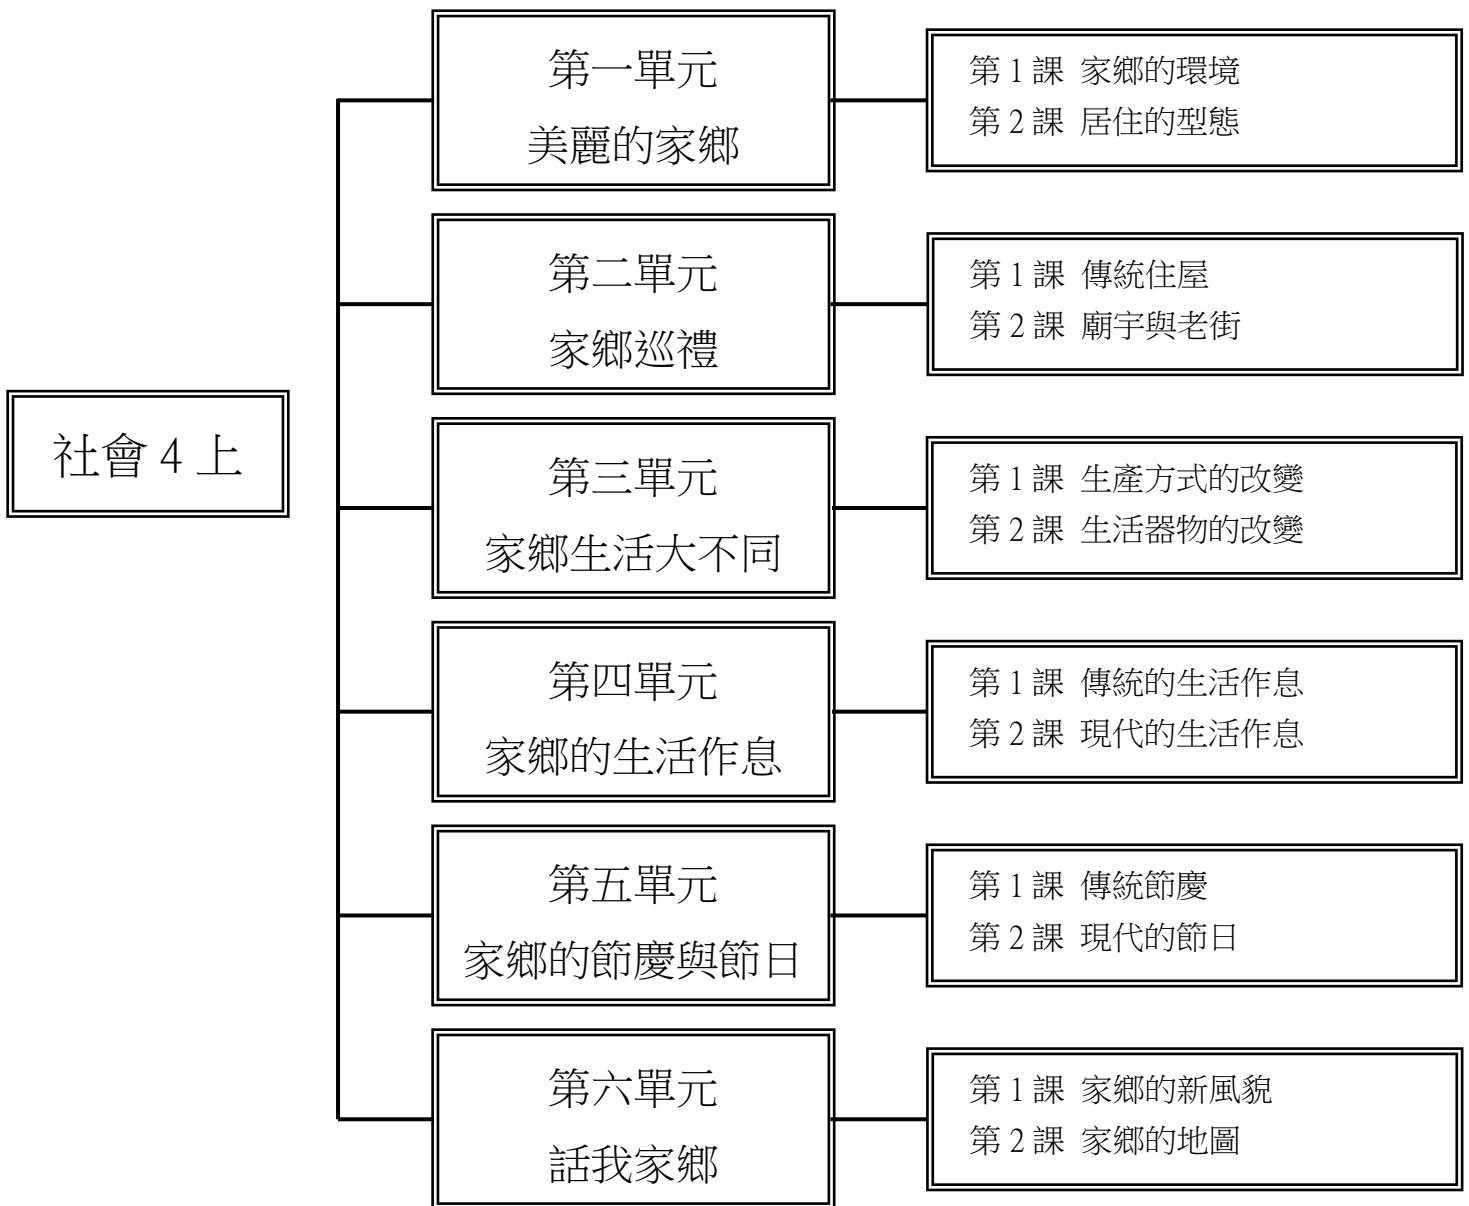 社會 4 上
第一單元
美麗的家鄉
第 1 課 家鄉的環境
第 2 課 居住的型態
第二單元
家鄉巡禮
第 1 課 傳統住屋
第 2 課 廟宇與老街
第三單元
家鄉生活大不同
第 1 課 生產方式的改變
第 2 課 生活器物的改變
第四單元
家鄉的生活作息
第 1 課 傳統的生活作息
第 2 課 現代的生活作息
第五單元
家鄉的節慶與節日
第 1 課 傳統節慶
第 2 課 現代的節日
第六單元
話我家鄉
第 1 課 家鄉的新風貌
第 2 課 家鄉的地圖